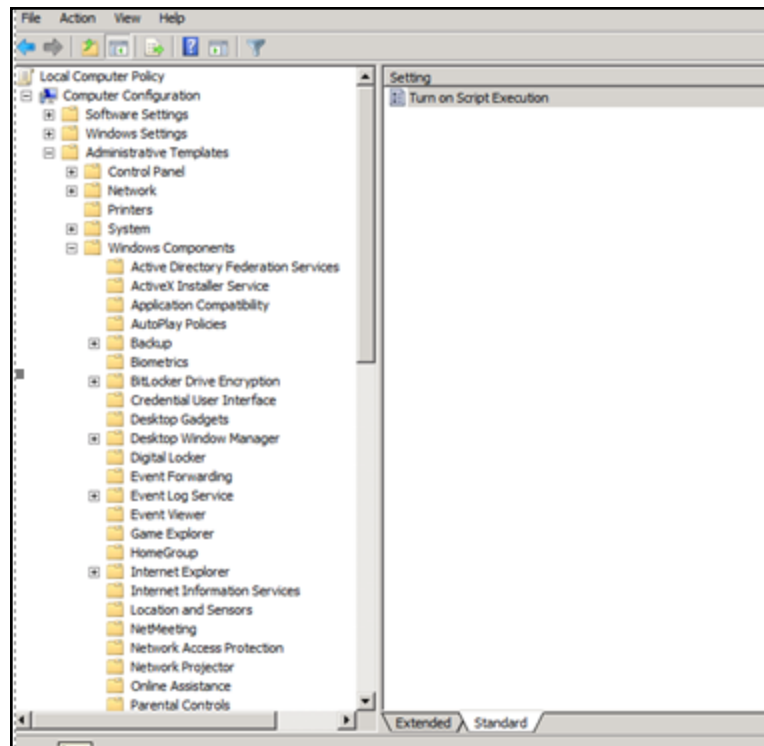 File Action View Help
Local Computer Policy
Computer Configuration
Software Settings
Windows Settings
Administrative Templates
Control Panel
Network
Printers
System
Windows Components
Active Directory Federation Services
ActiveX Installer Service
Application Compatibility
AutoPlay Policies
Backup
Biometrics
BitLocker Drive Encryption
Credential User Interface
Desktop Gadgets
Desktop Window Manager
Digital Locker
Event Forwarding
Event Log Service
Event Viewer
Game Explorer
HomeGroup
Internet Explorer
Internet Information Services
Location and Sensors
NetMeeting
Network Access Protection
Network Projector
Online Assistance
Parental Controls
Setting
Turn on Script Execution
Extended Standard